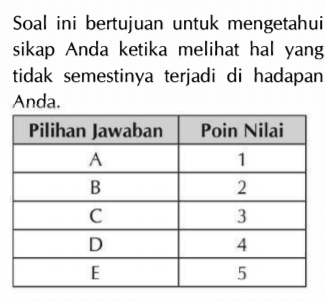 Soal ini bertujuan untuk mengetahui
sikap Anda ketika melihat hal yang
tidak semestinya terjadi di hadapan
Anda.
Pilihan Jawaban Poin Nilai
A 1
B 2
C 3
D 4
E 5